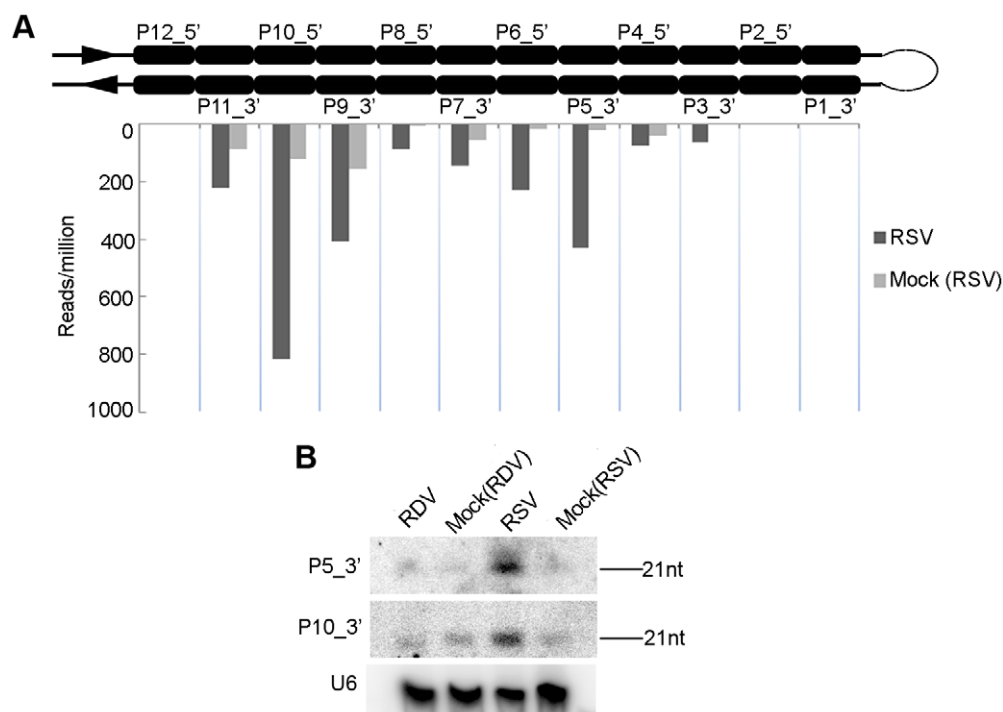 A
P12_5' P10_5' P8_5' P6_5' P4_5' P2_5'
P11_3' P9_3' P7_3' P5_3' P3_3' P1_3'
0
200
400
600
800
1000
Reads/million
RSV
Mock (RSV)
B
RDV Mock(RDV) RSV Mock(RSV)
P5_3' 21nt
P10_3' 21nt
U6